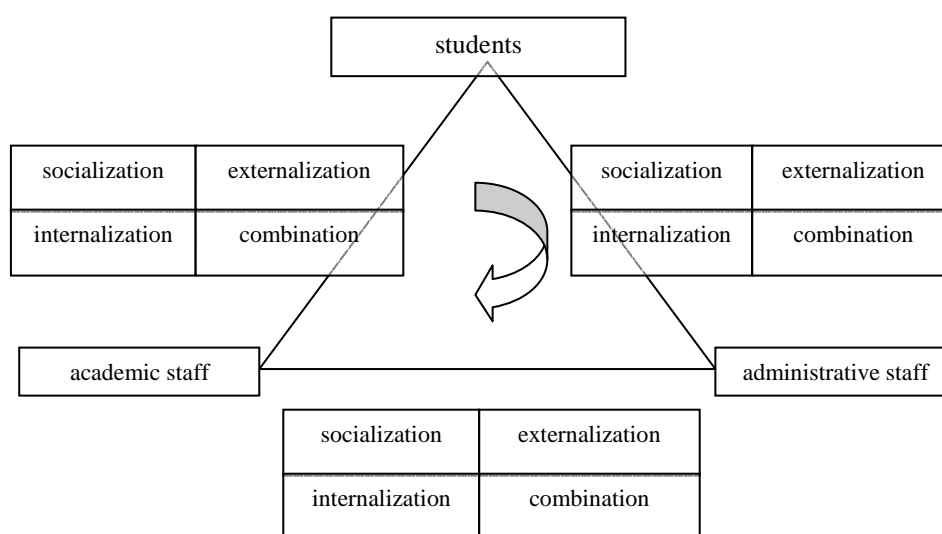 students
socialization externalization
internalization combination
socialization externalization
internalization combination
academic staff
administrative staff
socialization externalization
internalization combination